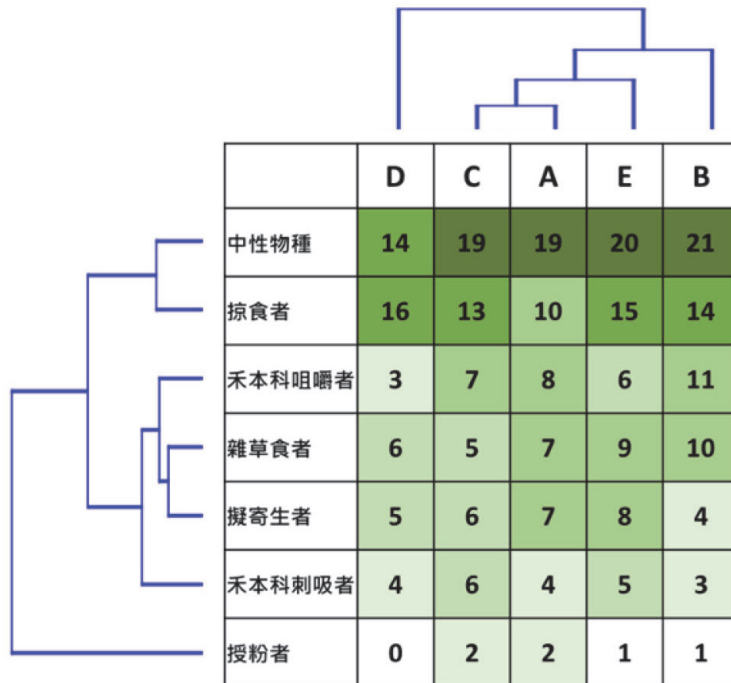 D C A E B
中性物種 14 19 19 20 21
掠食者 16 13 10 15 14
禾本科咀嚼者 3 7 8 6 11
雜草食者 6 5 7 9 10
擬寄生者 5 6 7 8 4
禾本科刺吸者 4 6 4 5 3
授粉者 0 2 2 1 1